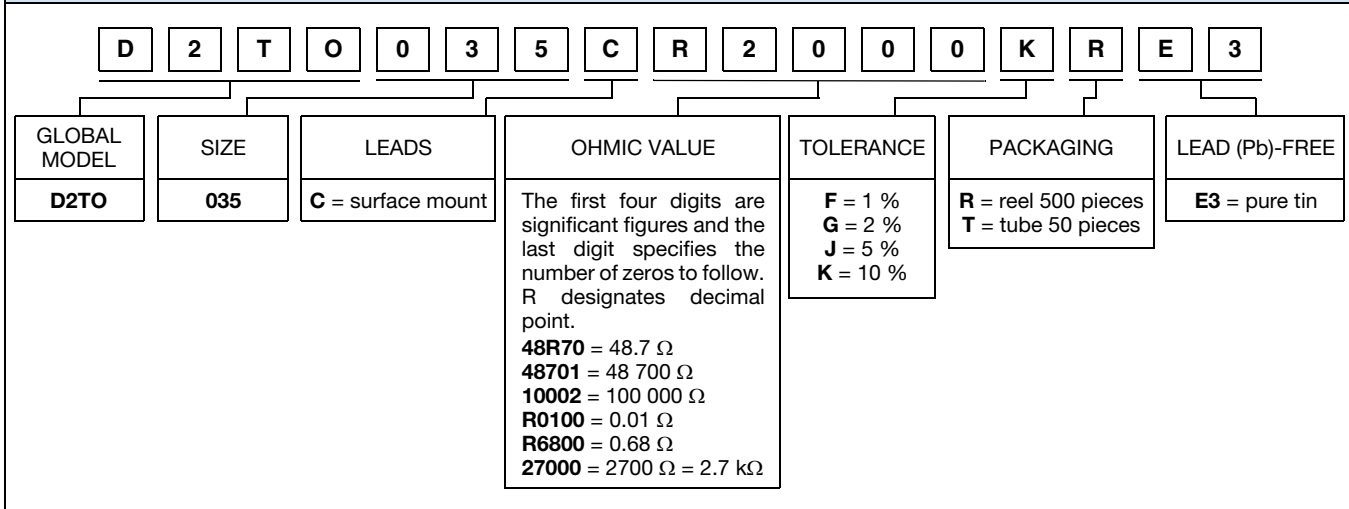 D 2 T O 0 3 5 C R 2 0 0 0 K R E 3
GLOBAL
MODEL
D2TO
SIZE
035
LEADS
C = surface mount
OHMIC VALUE
The first four digits are
significant figures and the
last digit specifies the
number of zeros to follow.
R designates decimal
point.
48R70 = 48.7 Ω
48701 = 48 700 Ω
10002 = 100 000 Ω
R0100 = 0.01 Ω
R6800 = 0.68 Ω
27000 = 2700 Ω = 2.7 kΩ
TOLERANCE
F = 1 %
G = 2 %
J = 5 %
K = 10 %
PACKAGING
R = reel 500 pieces
T = tube 50 pieces
LEAD (Pb)-FREE
E3 = pure tin